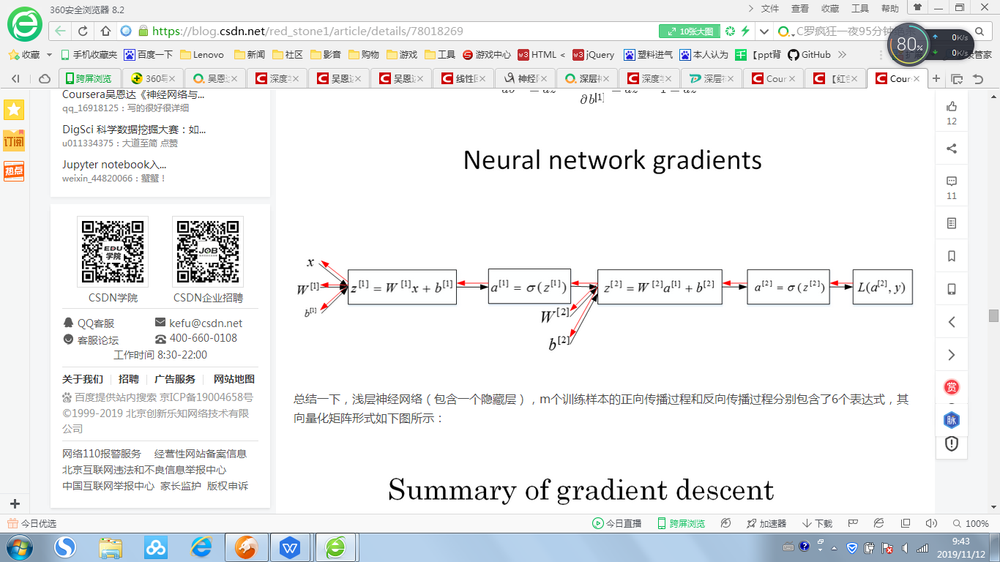 360安全浏览器 8.2
文件 查看 收藏 工具 帮助
https://blog.csdn.net/red_stone1/article/details/78018269
10张大图
C罗疯狂一夜95分钟
80%
0K/s
0K/s
收藏 手机收藏夹 百度一下 Lenovo 新闻 社区 影音 购物 游戏 工具 游戏中心 HTML < jQuery 塑料进气 本人认为 【ppt背 GitHub
跨屏浏览 360导 吴恩 深度 吴恩 吴恩 线性 神经 深层 深度 深层 Cour 【红 Cour
Coursera吴恩达《神经网络与...
qq_16918125：写的很好很详细
DigSci 科学数据挖掘大赛：如...
u011334375：大道至简 点赞
Jupyter notebook入...
weixin_44820066：蟹蟹！
订阅
热点
EDU
学院
JOB
CSDN学院 CSDN企业招聘
QQ客服 kefu@csdn.net
客服论坛 400-660-0108
工作时间 8:30-22:00
关于我们 招聘 广告服务 网站地图
百度提供站内搜索 京ICP备19004658号
©1999-2019 北京创新乐知网络技术有限
公司
网络110报警服务 经营性网站备案信息
北京互联网违法和不良信息举报中心
中国互联网举报中心 家长监护 版权申诉
∂b[1]
Neural network gradients
x
W[1]
b[1]
z[1] = W[1]x + b[1]
a[1] = σ(z[1])
z[2] = W[2]a[1] + b[2]
a[2] = σ(z[2])
L(a[2], y)
W[2]
b[2]
总结一下，浅层神经网络（包含一个隐藏层），m个训练样本的正向传播过程和反向传播过程分别包含了6个表达式，其
向量化矩阵形式如下图所示：
Summary of gradient descent
12
11
赏
脉
今日优选
今日直播 跨屏浏览 加速器 下载 100%
9:43
2019/11/12